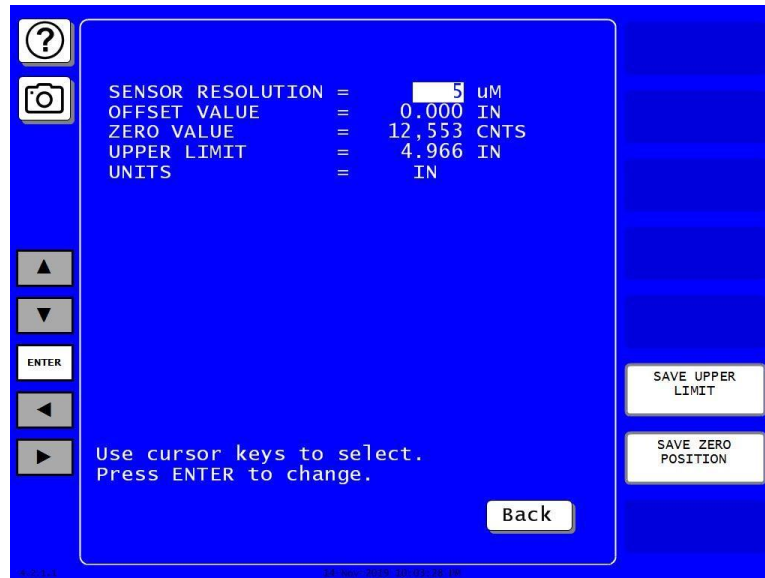 ?
SENSOR RESOLUTION = 5 uM
OFFSET VALUE = 0.000 IN
ZERO VALUE = 12,553 CNTS
UPPER LIMIT = 4.966 IN
UNITS = IN
ENTER
SAVE UPPER
LIMIT
SAVE ZERO
POSITION
Use cursor keys to select.
Press ENTER to change.
Back